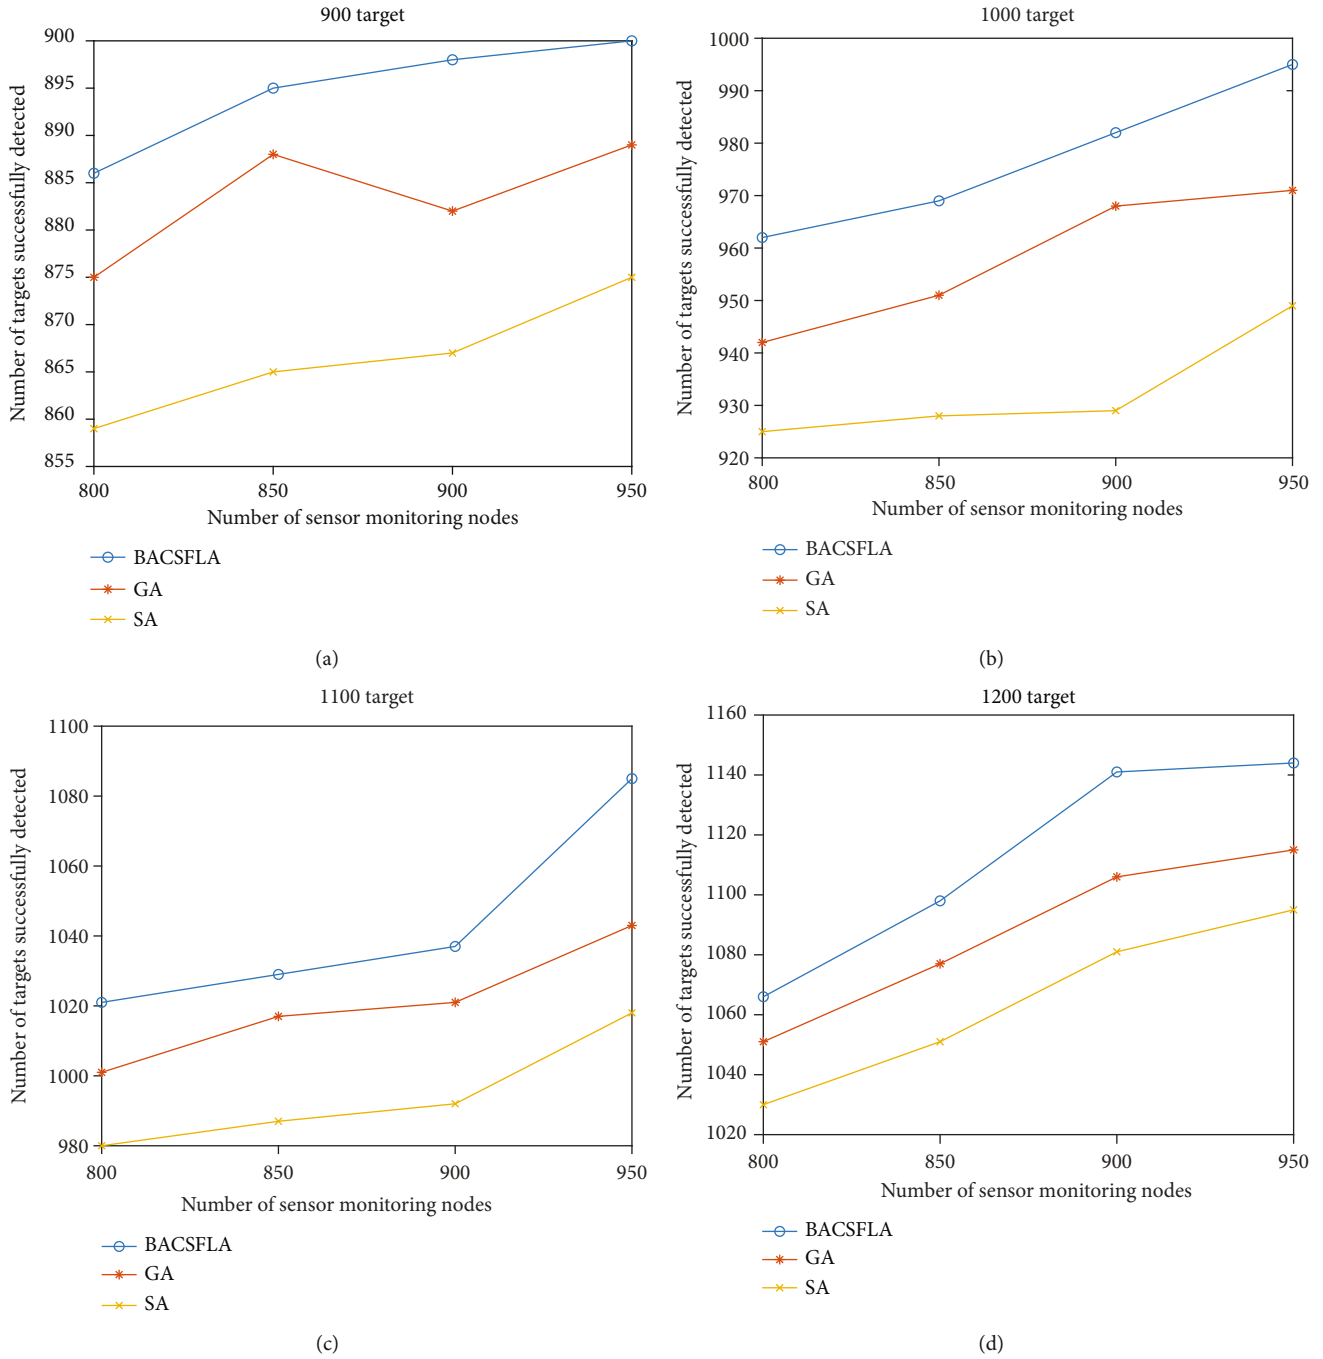 900 target
900
895
890
885
880
875
870
865
860
855
Number of targets successfully detected
800 850 900 950
Number of sensor monitoring nodes
BACSFLA
GA
SA
(a)
1000 target
1000
990
980
970
960
950
940
930
920
Number of targets successfully detected
800 850 900 950
Number of sensor monitoring nodes
BACSFLA
GA
SA
(b)
1100 target
1100
1080
1060
1040
1020
1000
980
Number of targets successfully detected
800 850 900 950
Number of sensor monitoring nodes
BACSFLA
GA
SA
(c)
1200 target
1160
1140
1120
1100
1080
1060
1040
1020
Number of targets successfully detected
800 850 900 950
Number of sensor monitoring nodes
BACSFLA
GA
SA
(d)